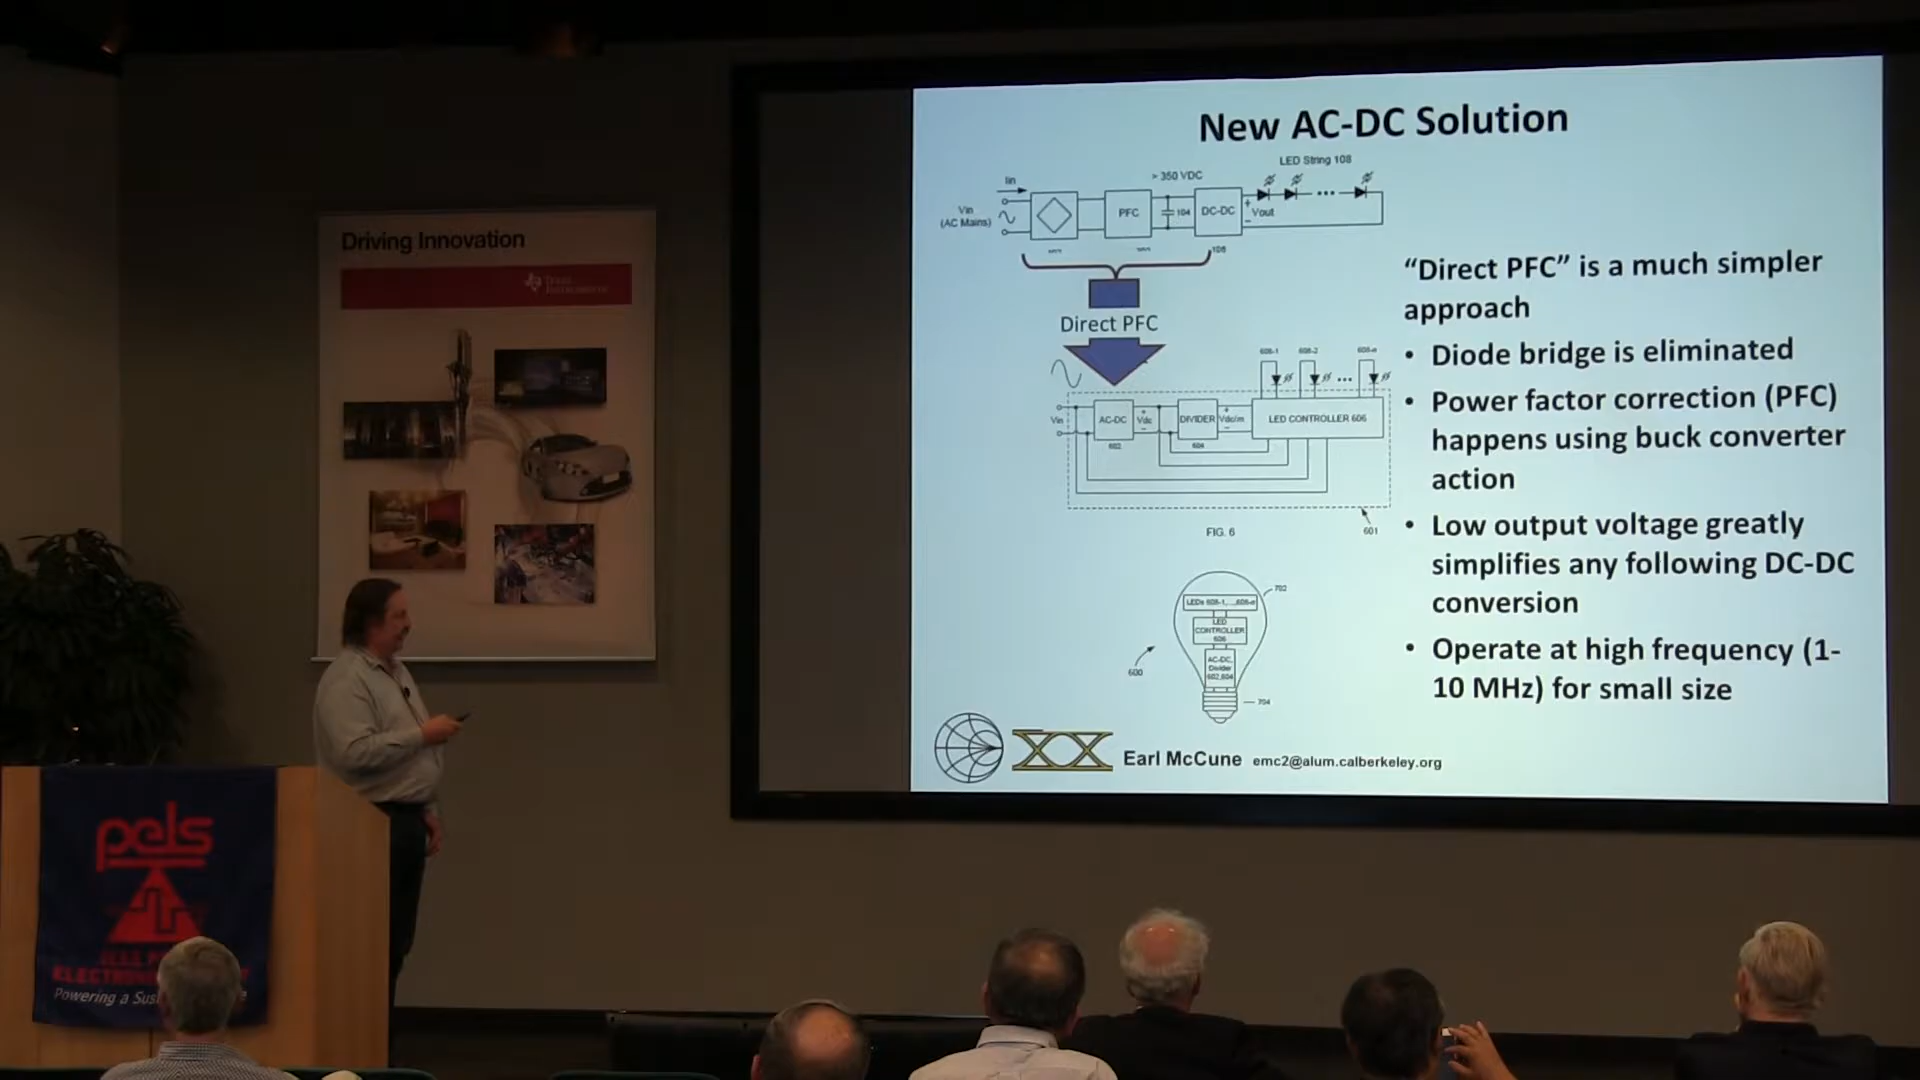 Driving Innovation
TEXAS
INSTRUMENTS
pels
ELECTRON
Powering a Sus
New AC-DC Solution
LED String 108
Iin
> 350 VDC
Vin
(AC Mains)
PFC
104
DC-DC
+
Vout
-
106
Direct PFC
608-1
608-2
608-n
Vin
AC-DC
+
Vdc
-
DIVIDER
+
Vdc/m
-
LED CONTROLLER 606
602
604
FIG. 6
601
702
LEDs 608-1,...,608-n
LED
CONTROLLER
606
AC-DC,
Divider
602,604
600
704
“Direct PFC” is a much simpler
approach
• Diode bridge is eliminated
• Power factor correction (PFC)
happens using buck converter
action
• Low output voltage greatly
simplifies any following DC-DC
conversion
• Operate at high frequency (1-
10 MHz) for small size
Earl McCune emc2@alum.calberkeley.org